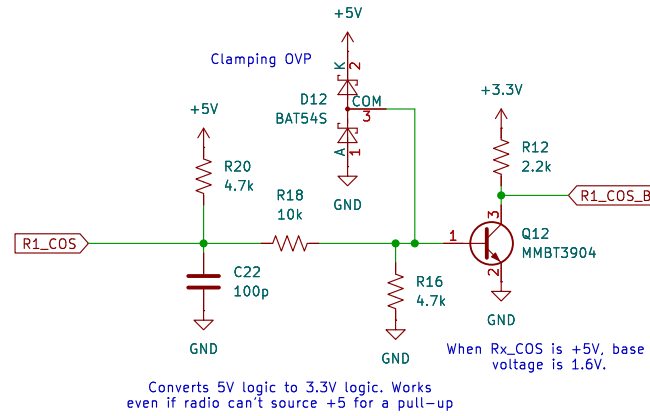 +5V
Clamping OVP
K
2
D12
COM
BAT54S
3
A
1
GND
+5V
R20
4.7k
+3.3V
R12
2.2k
R1_COS_B
R18
10k
R1_COS
1
3
Q12
MMBT3904
2
C22
100p
R16
4.7k
GND
GND
GND
When Rx_COS is +5V, base
voltage is 1.6V.
Converts 5V logic to 3.3V logic. Works
even if radio can't source +5 for a pull-up